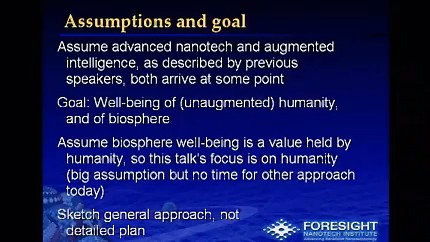 Assumptions and goal
Assume advanced nanotech and augmented
intelligence, as described by previous
speakers, both arrive at some point
Goal: Well-being of (unaugmented) humanity,
and of biosphere
Assume biosphere well-being is a value held by
humanity, so this talk's focus is on humanity
(big assumption but no time for other approach
today)
Sketch general approach, not
detailed plan
FORESIGHT
NANOTECH INSTITUTE
Advancing Beneficial Nanotechnology